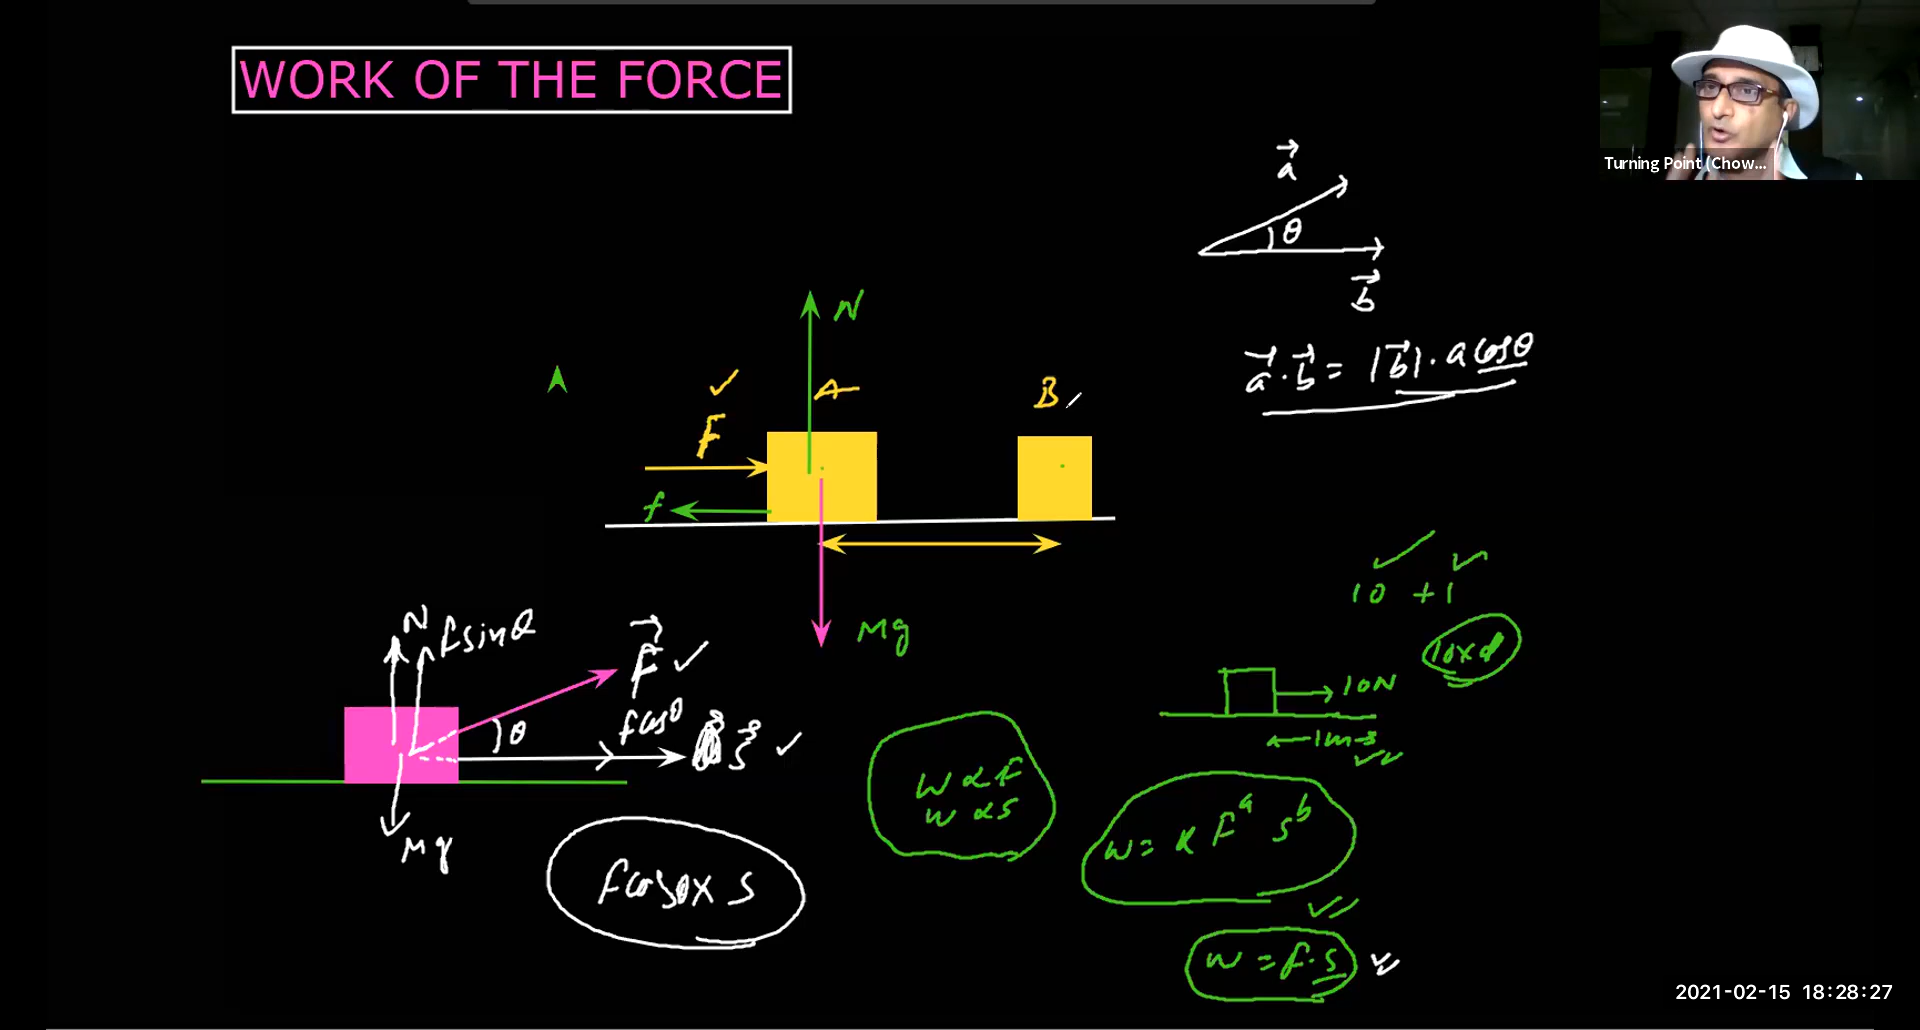 WORK OF THE FORCE
Turning Point (Chow...
a
θ
b
a⃗·b⃗ = |b⃗|·a cosθ
N
A
B
F
f
Mg
10 + 1
10x
N
Fsinθ
F⃗
θ
fcosθ
s⃗
Mg
fcosθ x s
W ∝ F
W ∝ s
10N
1m
W = K F^a s^b
W = F·s
2021-02-15 18:28:27